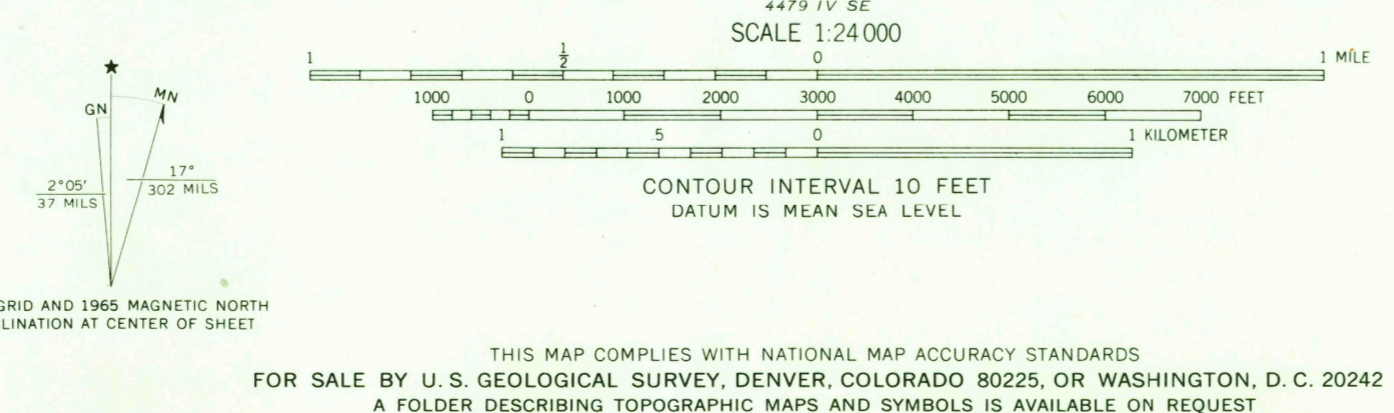 4479 IV SE
SCALE 1:24 000
1 ½ 0 1 MILE
1000 0 1000 2000 3000 4000 5000 6000 7000 FEET
1 .5 0 1 KILOMETER
CONTOUR INTERVAL 10 FEET
DATUM IS MEAN SEA LEVEL
★
GN MN
2°05′ 17°
37 MILS 302 MILS
GRID AND 1965 MAGNETIC NORTH
CLINATION AT CENTER OF SHEET
THIS MAP COMPLIES WITH NATIONAL MAP ACCURACY STANDARDS
FOR SALE BY U. S. GEOLOGICAL SURVEY, DENVER, COLORADO 80225, OR WASHINGTON, D. C. 20242
A FOLDER DESCRIBING TOPOGRAPHIC MAPS AND SYMBOLS IS AVAILABLE ON REQUEST